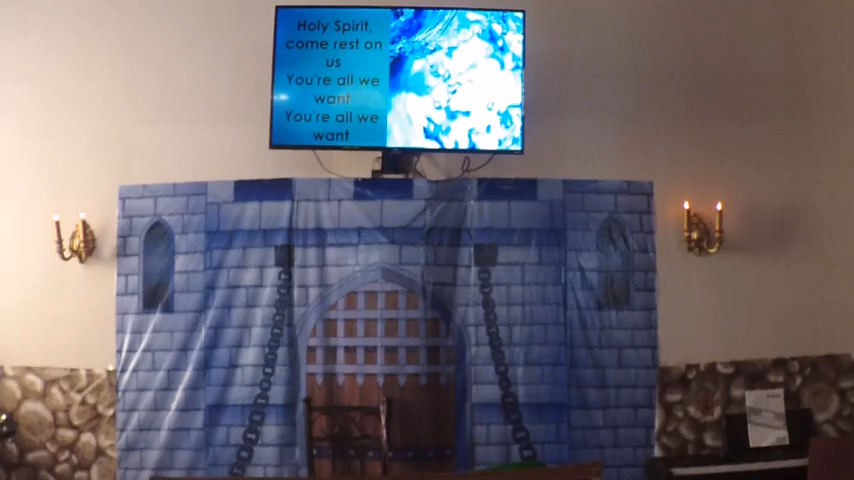 Holy Spirit,
come rest on
us
You're all we
want
You're all we
want